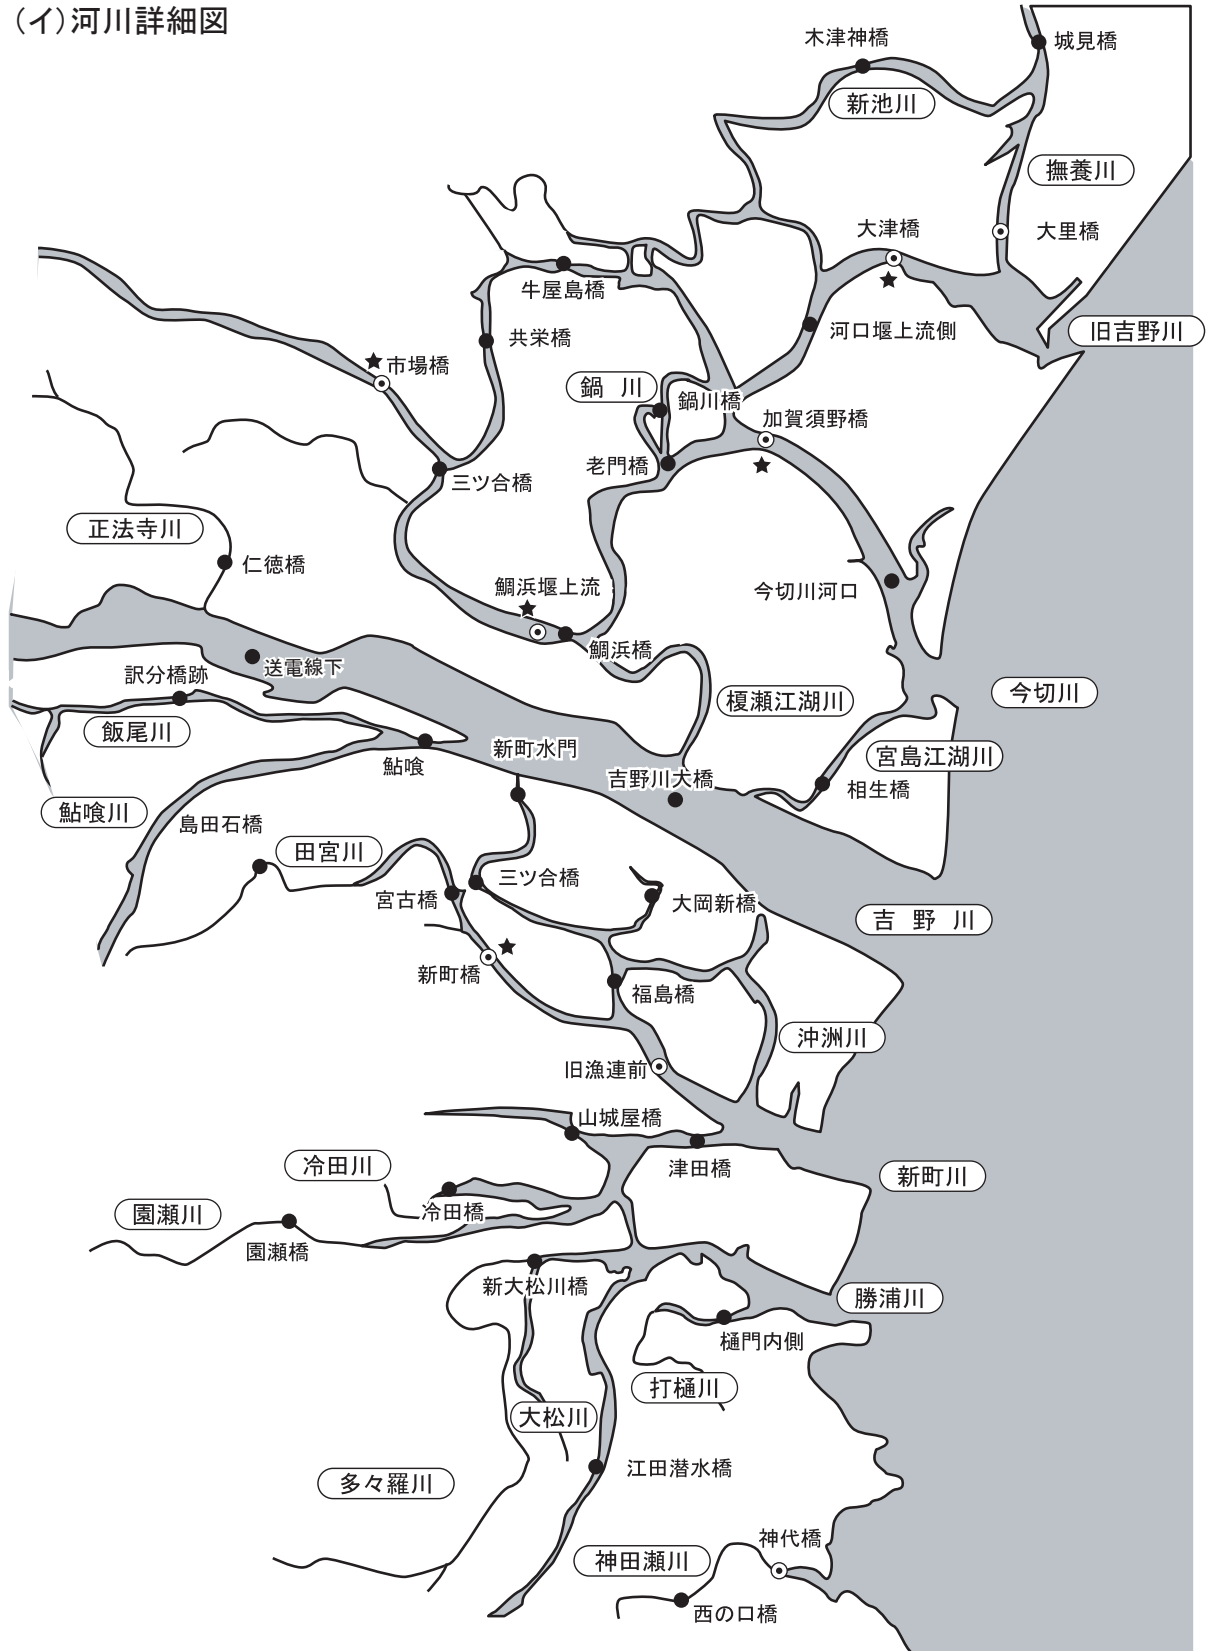 （イ）河川詳細図
木津神橋
城見橋
新池川
撫養川
大津橋
大里橋
牛屋島橋
旧吉野川
河口堰上流側
共栄橋
★
市場橋
鍋 川
鍋川橋
加賀須野橋
老門橋
★
三ツ合橋
正法寺川
仁徳橋
鯛浜堰上流
★
今切川河口
鯛浜橋
送電線下
訳分橋跡
今切川
榎瀬江湖川
飯尾川
新町水門
宮島江湖川
鮎喰
吉野川大橋
相生橋
鮎喰川
島田石橋
田宮川
三ツ合橋
宮古橋
大岡新橋
吉 野 川
★
新町橋
福島橋
沖洲川
旧漁連前
山城屋橋
冷田川
津田橋
新町川
園瀬川
冷田橋
園瀬橋
新大松川橋
勝浦川
樋門内側
打樋川
大松川
江田潜水橋
多々羅川
神代橋
神田瀬川
西の口橋
★